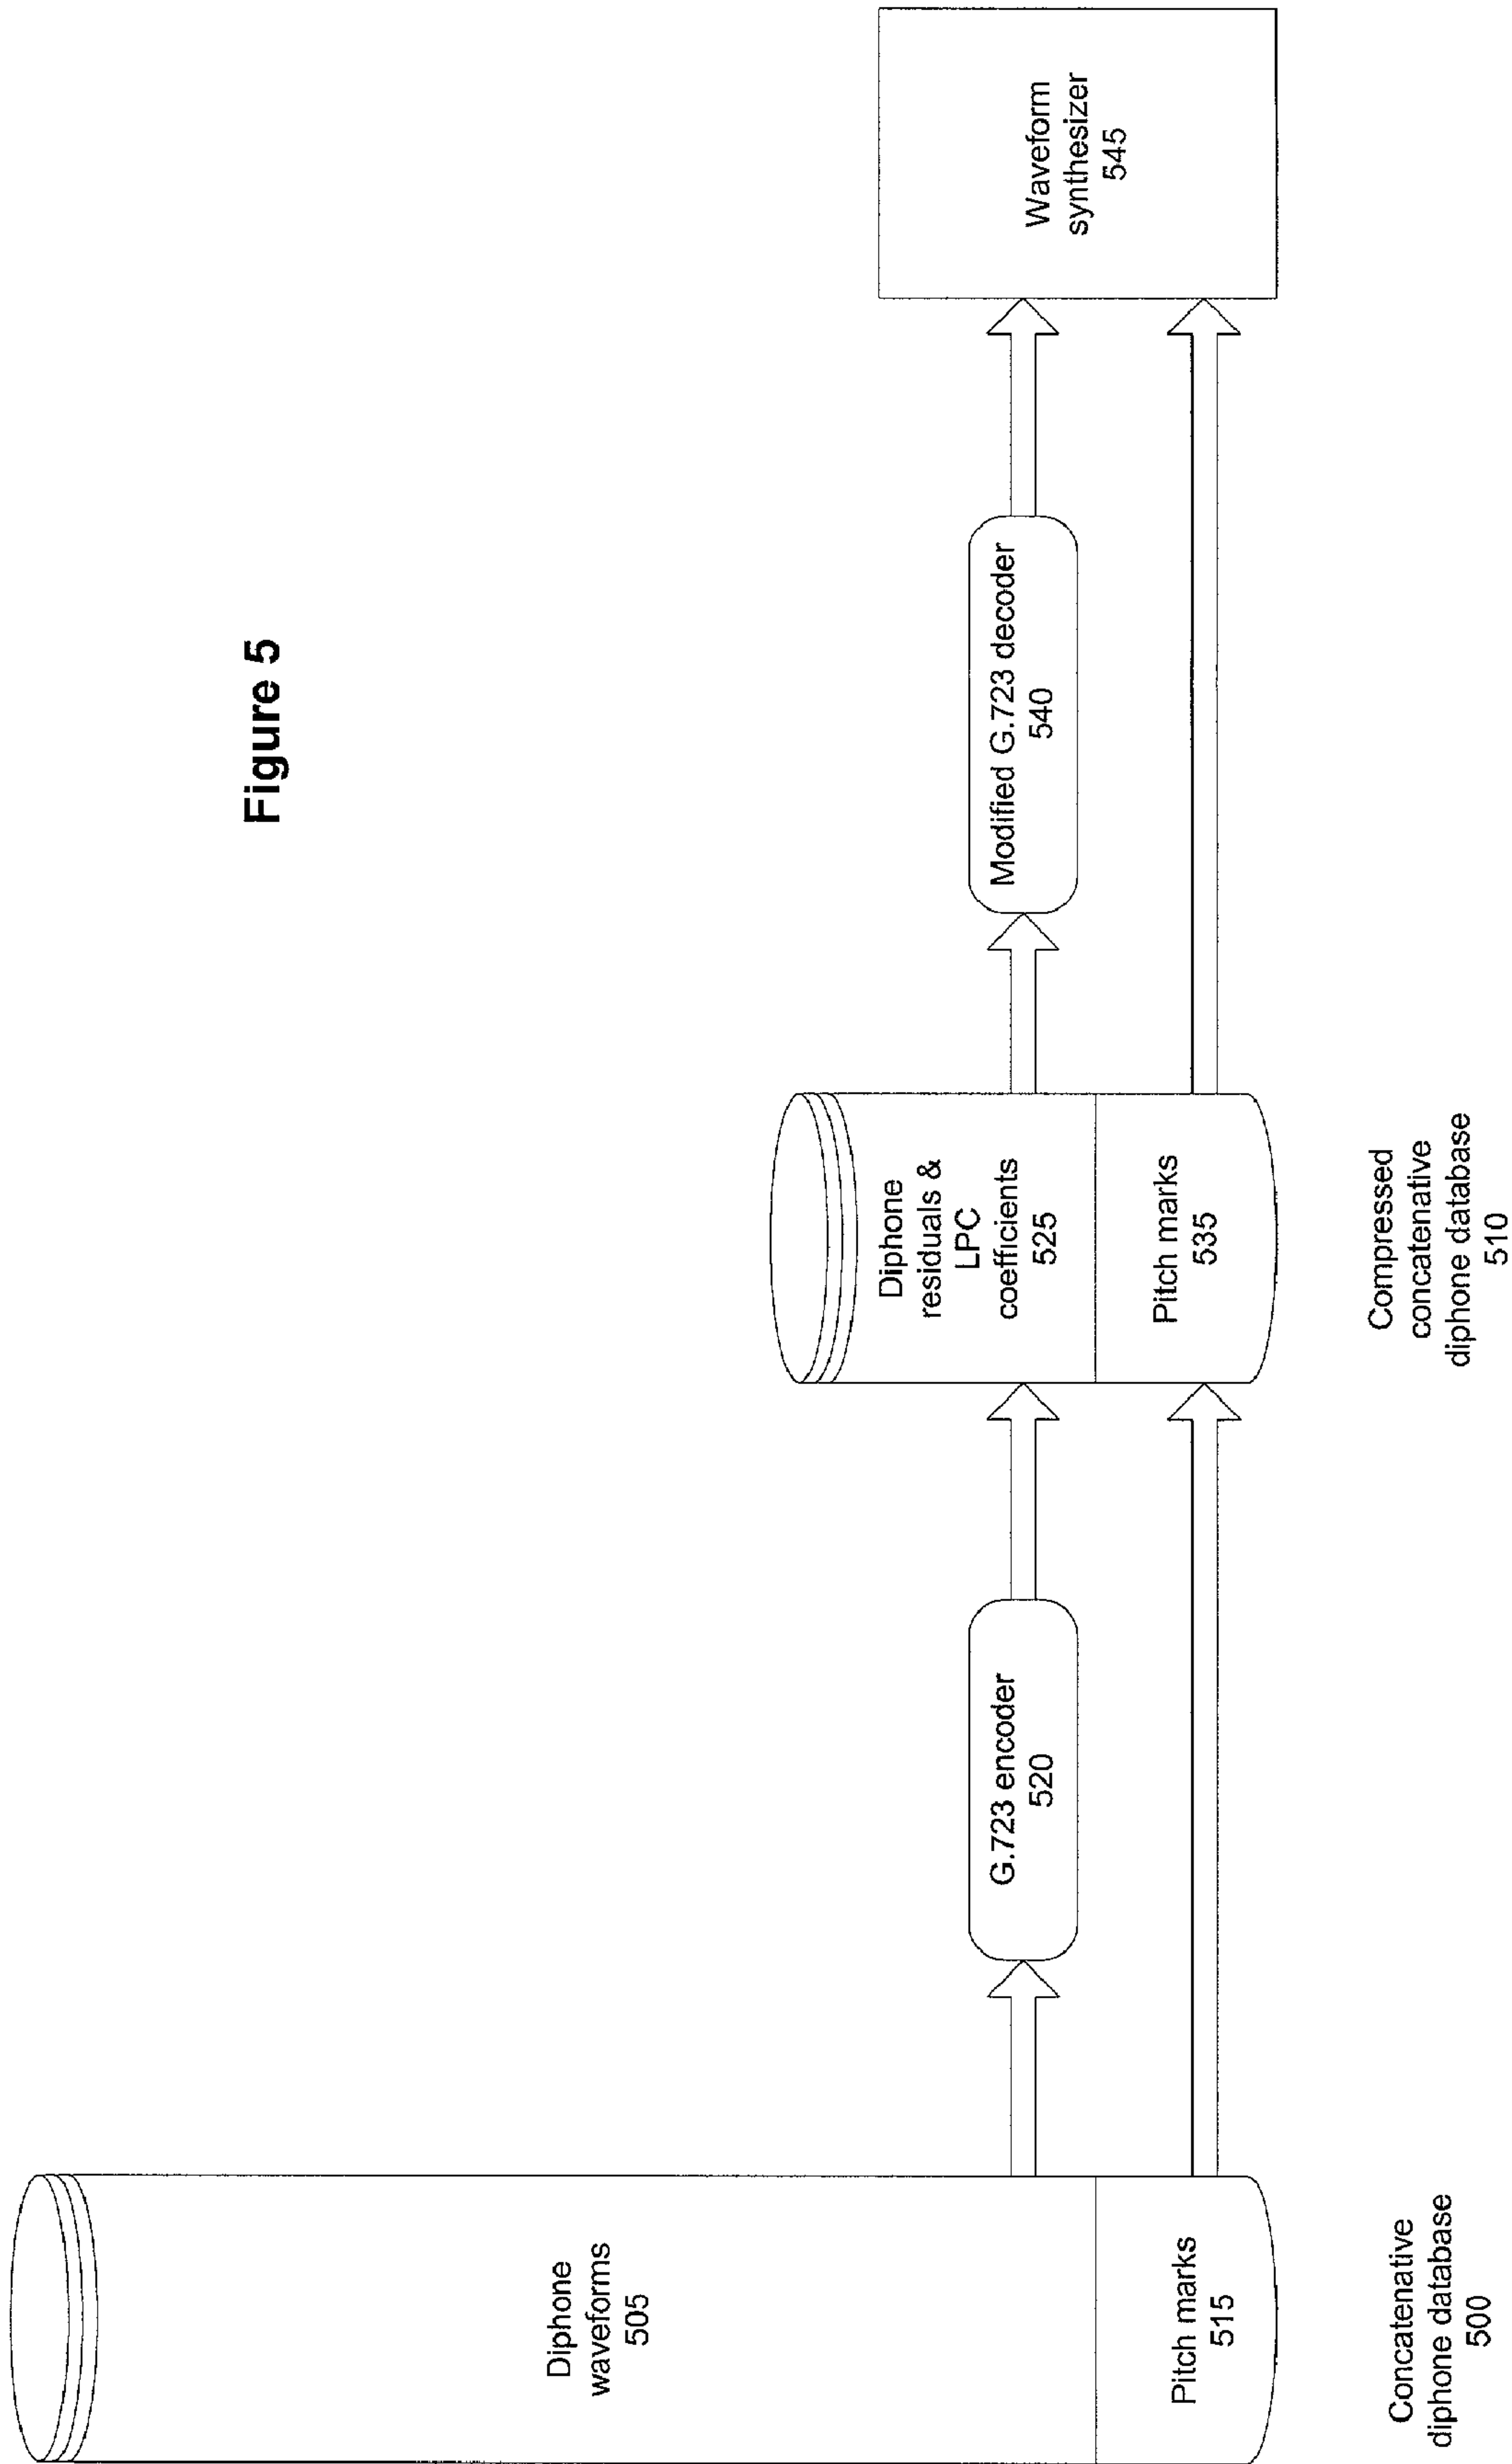 Figure 5
Diphone
waveforms
505
Pitch marks
515
Concatenative
diphone database
500
G.723 encoder
520
Diphone
residuals &
LPC
coefficients
525
Pitch marks
535
Compressed
concatenative
diphone database
510
Modified G.723 decoder
540
Waveform
synthesizer
545